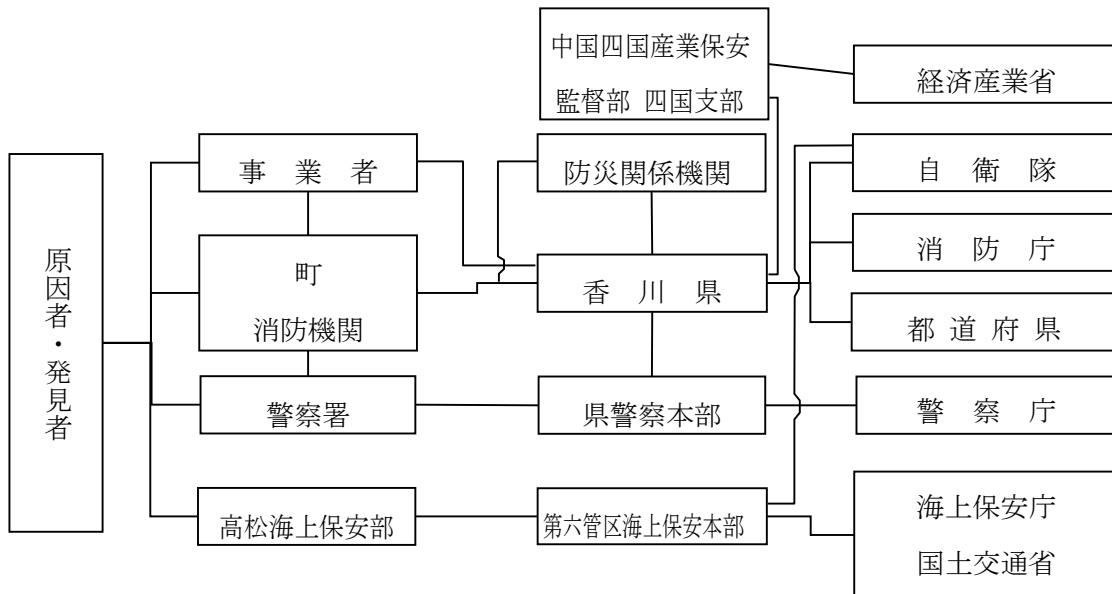 原因者・発見者
事　業　者
町
消防機関
警察署
高松海上保安部
中国四国産業保安
監督部 四国支部
防災関係機関
香　川　県
県警察本部
第六管区海上保安本部
経済産業省
自　衛　隊
消　防　庁
都 道 府 県
警　察　庁
海上保安庁
国土交通省